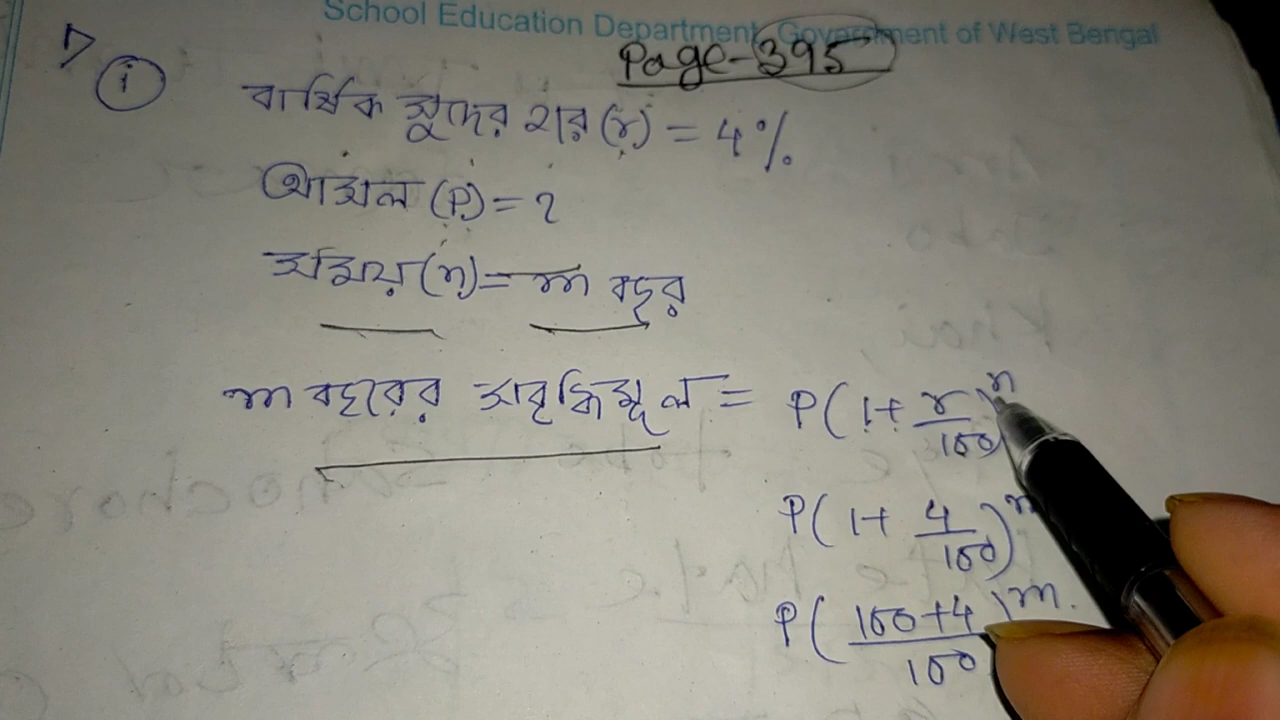 School Education Department, Government of West Bengal
Page-395
i
বার্ষিক সুদের হার (r) = 4%
আসল (P) = ?
সময় (n) = m বছর
m বছরের সবৃদ্ধিমূল = P(1+ r/100)^n
P(1+ 4/100)
P(100+4/100)^m.